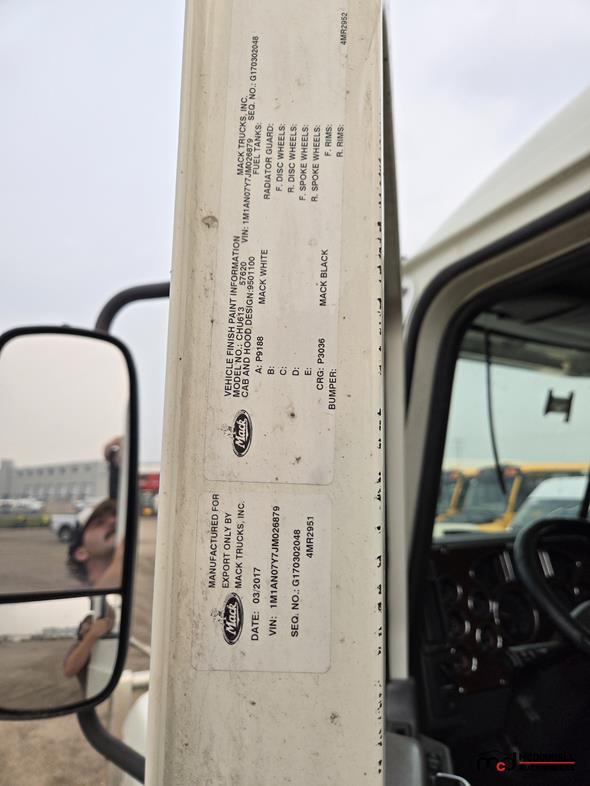 VEHICLE FINISH PAINT INFORMATION
MACK TRUCKS, INC.
MODEL NO.: CHU613 57620 VIN: 1M1AN07Y7JM026879 SEQ. NO.: G170302048
CAB AND HOOD DESIGN:9501100 FUEL TANKS:
A: P9188 MACK WHITE RADIATOR GUARD:
B: F. DISC WHEELS:
C: R. DISC WHEELS:
D: F. SPOKE WHEELS:
E: R. SPOKE WHEELS:
CRG: P3036 MACK BLACK F. RIMS:
BUMPER: R. RIMS:
4MR2952
Mack
MANUFACTURED FOR
EXPORT ONLY BY
MACK TRUCKS, INC.
Mack
DATE: 03/2017
VIN: 1M1AN07Y7JM026879
SEQ. NO.: G170302048
4MR2951
mcd